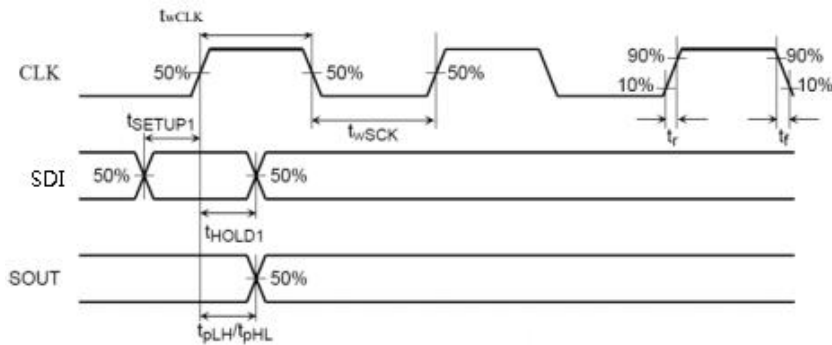 twCLK
CLK 50% 50% 50% 90% 90%
10% 10%
tSETUP1 twSCK tr tf
SDI 50% 50%
tHOLD1
SOUT 50%
tpLH/tpHL